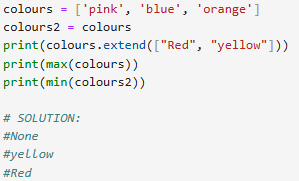 colours = ['pink', 'blue', 'orange']
colours2 = colours
print(colours.extend(["Red", "yellow"]))
print(max(colours))
print(min(colours2))

# SOLUTION:
#None
#yellow
#Red